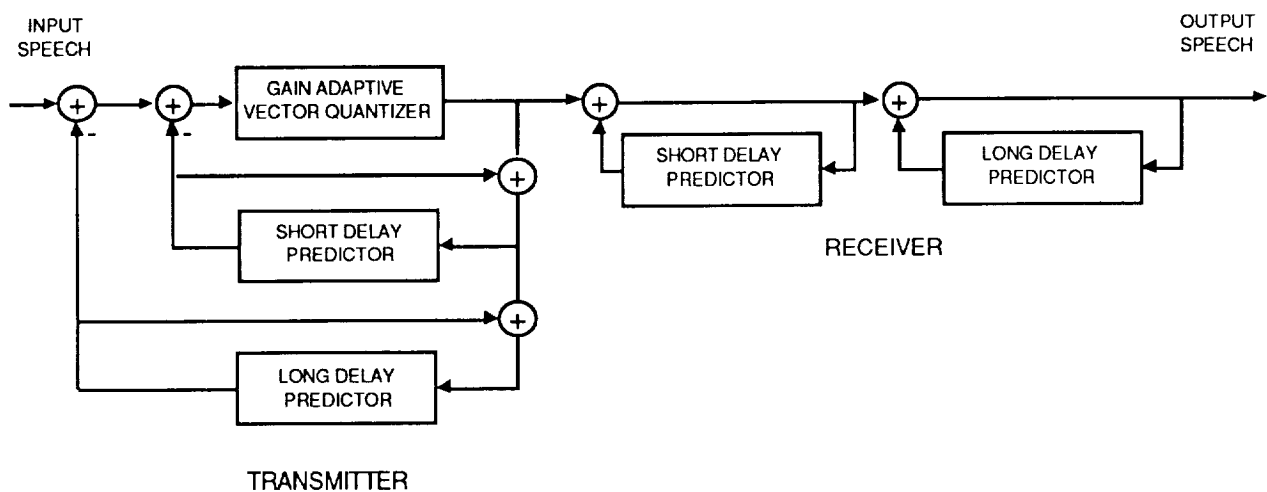 INPUT
SPEECH
OUTPUT
SPEECH
+
+
GAIN ADAPTIVE
VECTOR QUANTIZER
+
+
-
-
SHORT DELAY
PREDICTOR
LONG DELAY
PREDICTOR
+
SHORT DELAY
PREDICTOR
RECEIVER
+
LONG DELAY
PREDICTOR
TRANSMITTER